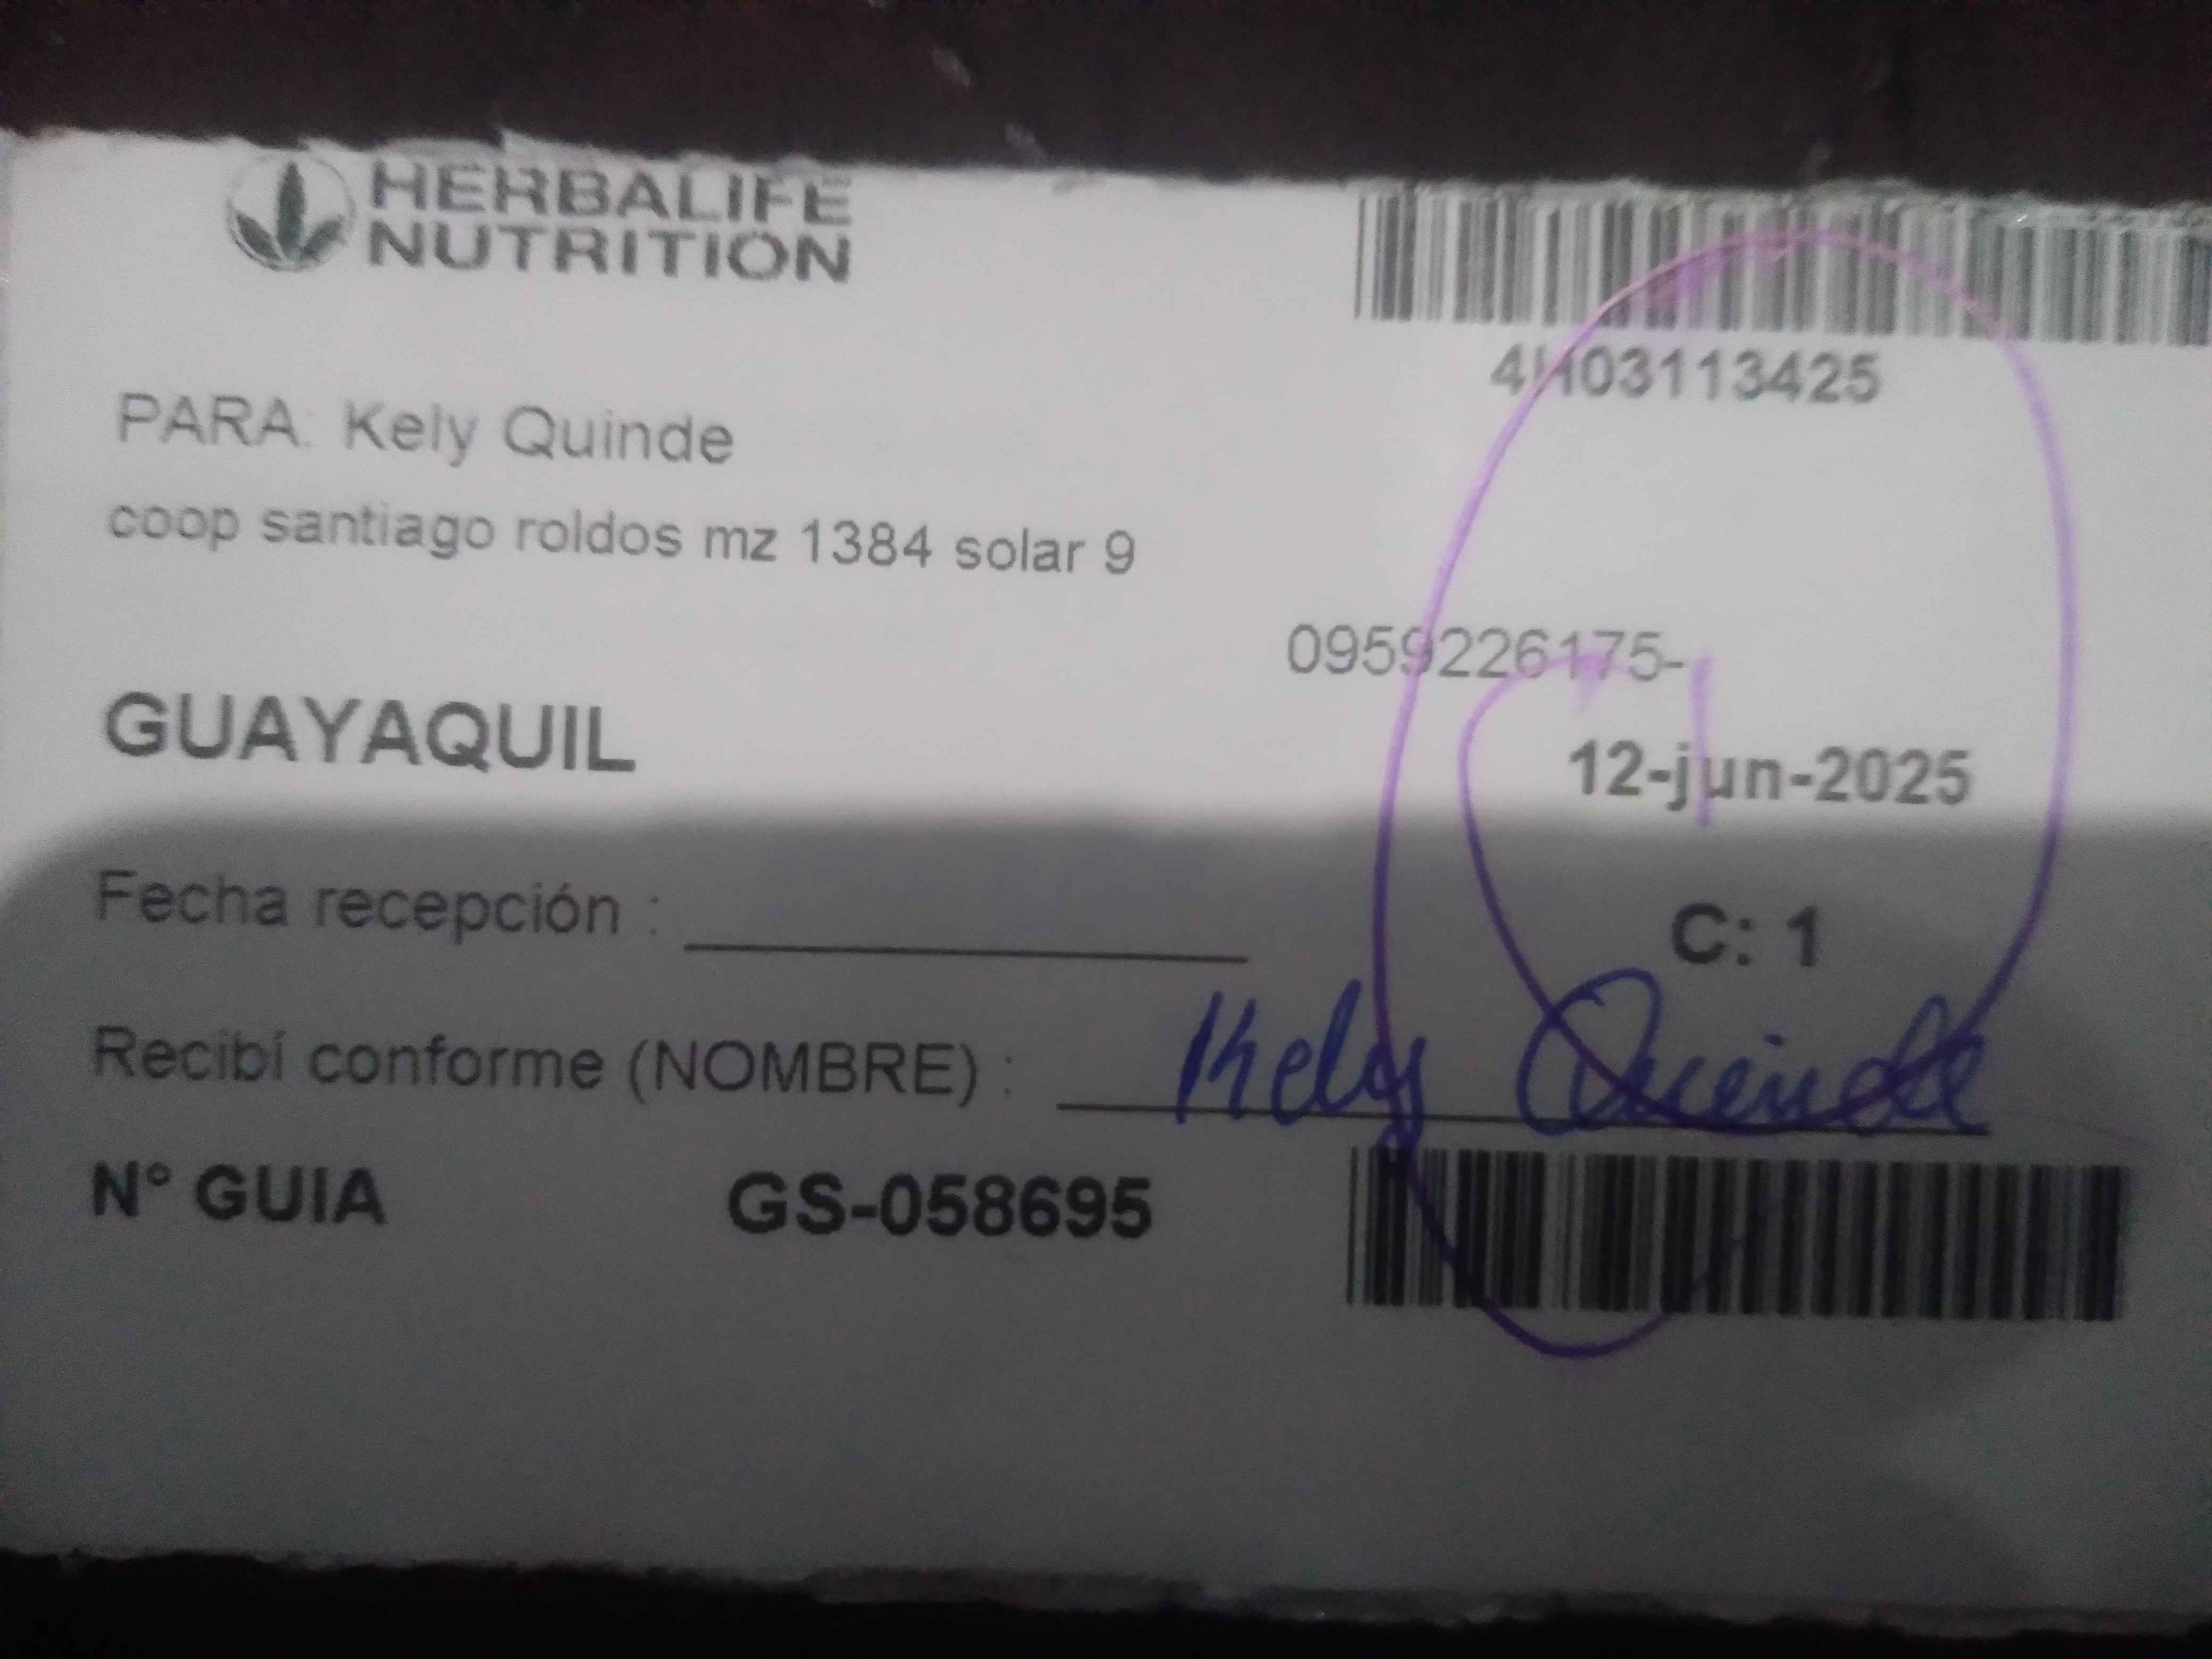 HERBALIFE
NUTRITION
4H03113425
PARA: Kely Quinde
coop santiago roldos mz 1384 solar 9
0959226175-
GUAYAQUIL
12-jun-2025
Fecha recepción :
C: 1
Recibí conforme (NOMBRE) : Kely Quinde
N° GUIA GS-058695